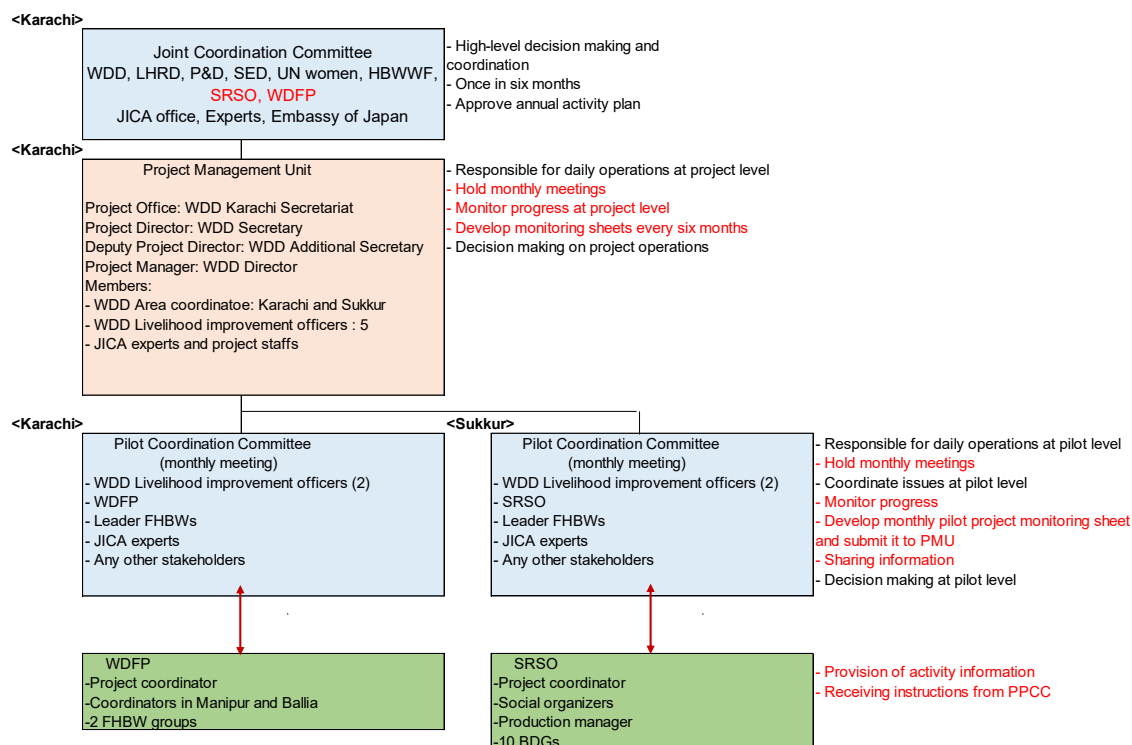 <Karachi>
Joint Coordination Committee
WDD, LHRD, P&D, SED, UN women, HBWWF,
SRSO, WDFP
JICA office, Experts, Embassy of Japan
- High-level decision making and
coordination
- Once in six months
- Approve annual activity plan
<Karachi>
Project Management Unit
Project Office: WDD Karachi Secretariat
Project Director: WDD Secretary
Deputy Project Director: WDD Additional Secretary
Project Manager: WDD Director
Members:
- WDD Area coordinatoe: Karachi and Sukkur
- WDD Livelihood improvement officers : 5
- JICA experts and project staffs
- Responsible for daily operations at project level
- Hold monthly meetings
- Monitor progress at project level
- Develop monitoring sheets every six months
- Decision making on project operations
<Karachi>
Pilot Coordination Committee
(monthly meeting)
- WDD Livelihood improvement officers (2)
- WDFP
- Leader FHBWs
- JICA experts
- Any other stakeholders
<Sukkur>
Pilot Coordination Committee
(monthly meeting)
- WDD Livelihood improvement officers (2)
- SRSO
- Leader FHBWs
- JICA experts
- Any other stakeholders
- Responsible for daily operations at pilot level
- Hold monthly meetings
- Coordinate issues at pilot level
- Monitor progress
- Develop monthly pilot project monitoring sheet
and submit it to PMU
- Sharing information
- Decision making at pilot level
WDFP
-Project coordinator
-Coordinators in Manipur and Ballia
-2 FHBW groups
SRSO
-Project coordinator
-Social organizers
-Production manager
-10 BDGs
- Provision of activity information
- Receiving instructions from PPCC